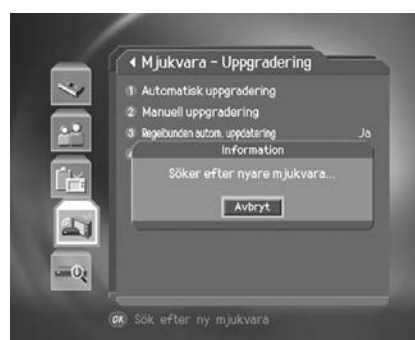 Mjukvara - Uppgradering
1 Automatisk uppgradering
2 Manuell uppgradering
3 Regelbunden autom. uppdatering Ja
Information
Söker efter nyare mjukvara...
Avbryt
OK Sök efter ny mjukvara